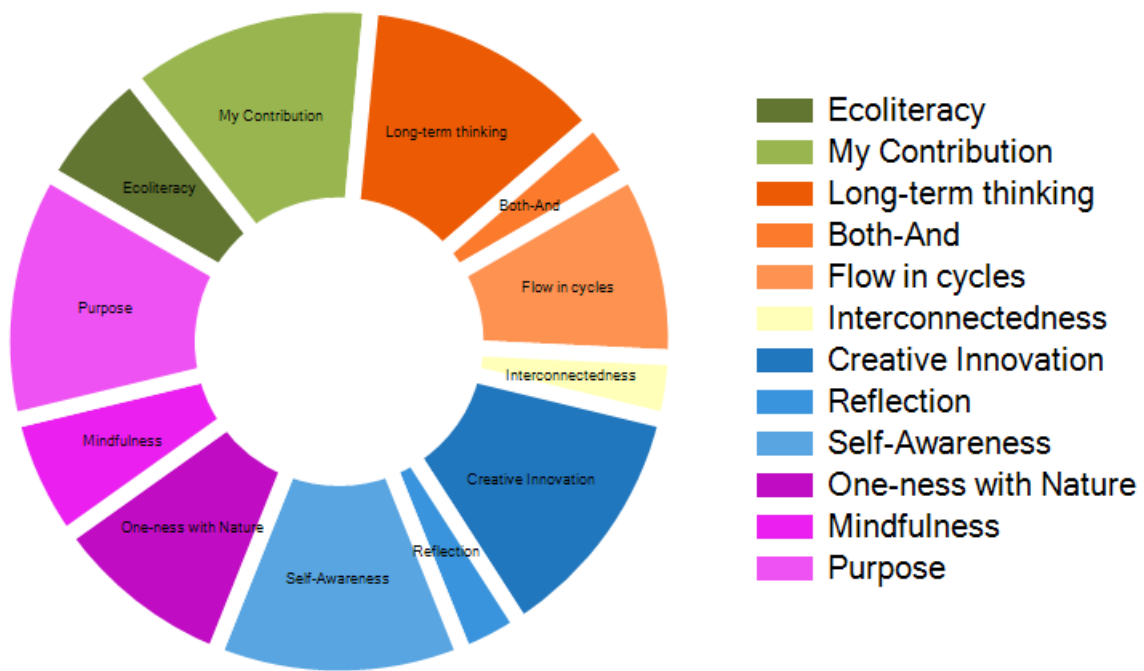 My Contribution
Long-term thinking
Ecoliteracy
Both-And
Flow in cycles
Purpose
Interconnectedness
Mindfulness
Creative Innovation
One-ness with Nature
Reflection
Self-Awareness
Ecoliteracy
My Contribution
Long-term thinking
Both-And
Flow in cycles
Interconnectedness
Creative Innovation
Reflection
Self-Awareness
One-ness with Nature
Mindfulness
Purpose